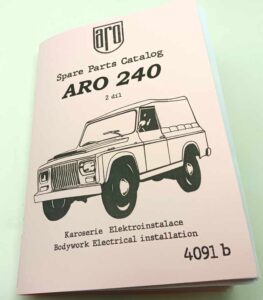 aro
Spare Parts Catalog
ARO 240
2 díl
Karoserie Elektroinstalace
Bodywork Electrical installation
4091 b